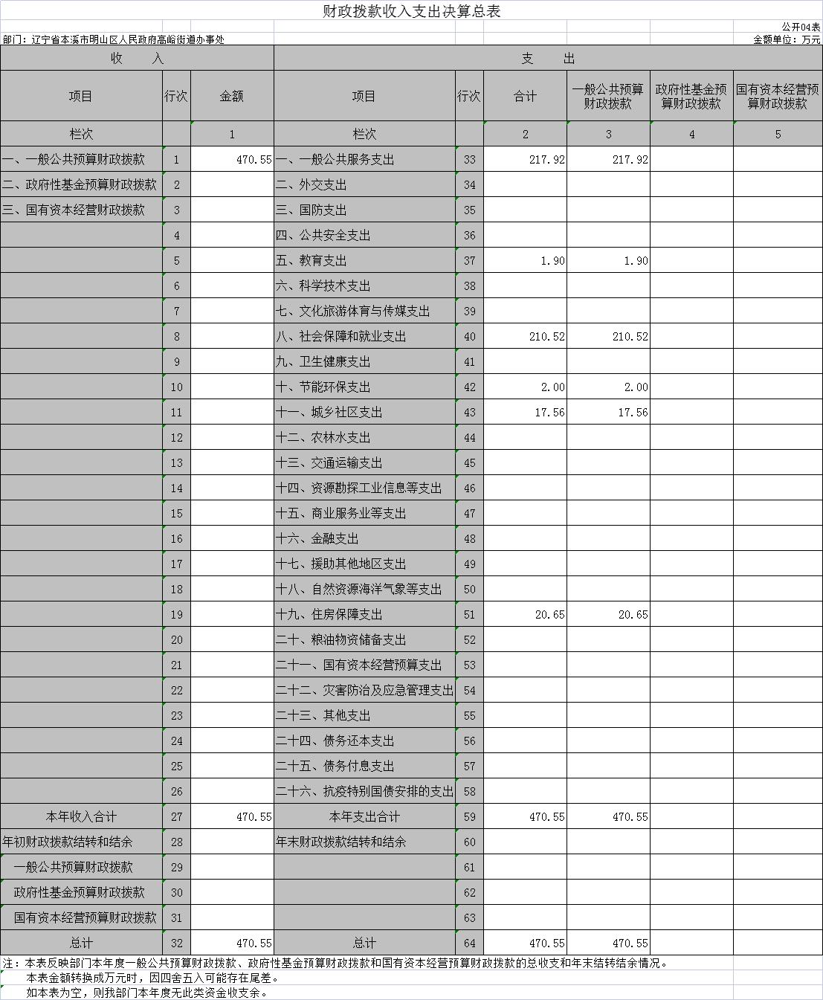 财政拨款收入支出决算总表
公开04表
部门：辽宁省本溪市明山区人民政府高峪街道办事处 金额单位：万元
收 入 支 出
项目 行次 金额 项目 行次 合计 一般公共预算财政拨款 政府性基金预算财政拨款 国有资本经营预算财政拨款
栏次 1 栏次 2 3 4 5
一、一般公共预算财政拨款 1 470.55 一、一般公共服务支出 33 217.92 217.92
二、政府性基金预算财政拨款 2 二、外交支出 34
三、国有资本经营财政拨款 3 三、国防支出 35
4 四、公共安全支出 36
5 五、教育支出 37 1.90 1.90
6 六、科学技术支出 38
7 七、文化旅游体育与传媒支出 39
8 八、社会保障和就业支出 40 210.52 210.52
9 九、卫生健康支出 41
10 十、节能环保支出 42 2.00 2.00
11 十一、城乡社区支出 43 17.56 17.56
12 十二、农林水支出 44
13 十三、交通运输支出 45
14 十四、资源勘探工业信息等支出 46
15 十五、商业服务业等支出 47
16 十六、金融支出 48
17 十七、援助其他地区支出 49
18 十八、自然资源海洋气象等支出 50
19 十九、住房保障支出 51 20.65 20.65
20 二十、粮油物资储备支出 52
21 二十一、国有资本经营预算支出 53
22 二十二、灾害防治及应急管理支出 54
23 二十三、其他支出 55
24 二十四、债务还本支出 56
25 二十五、债务付息支出 57
26 二十六、抗疫特别国债安排的支出 58
本年收入合计 27 470.55 本年支出合计 59 470.55 470.55
年初财政拨款结转和结余 28 年末财政拨款结转和结余 60
一般公共预算财政拨款 29 61
政府性基金预算财政拨款 30 62
国有资本经营预算财政拨款 31 63
总计 32 470.55 总计 64 470.55 470.55
注：本表反映部门本年度一般公共预算财政拨款、政府性基金预算财政拨款和国有资本经营预算财政拨款的总收支和年末结转结余情况。
本表金额转换成万元时，因四舍五入可能存在尾差。
如本表为空，则我部门本年度无此类资金收支余。